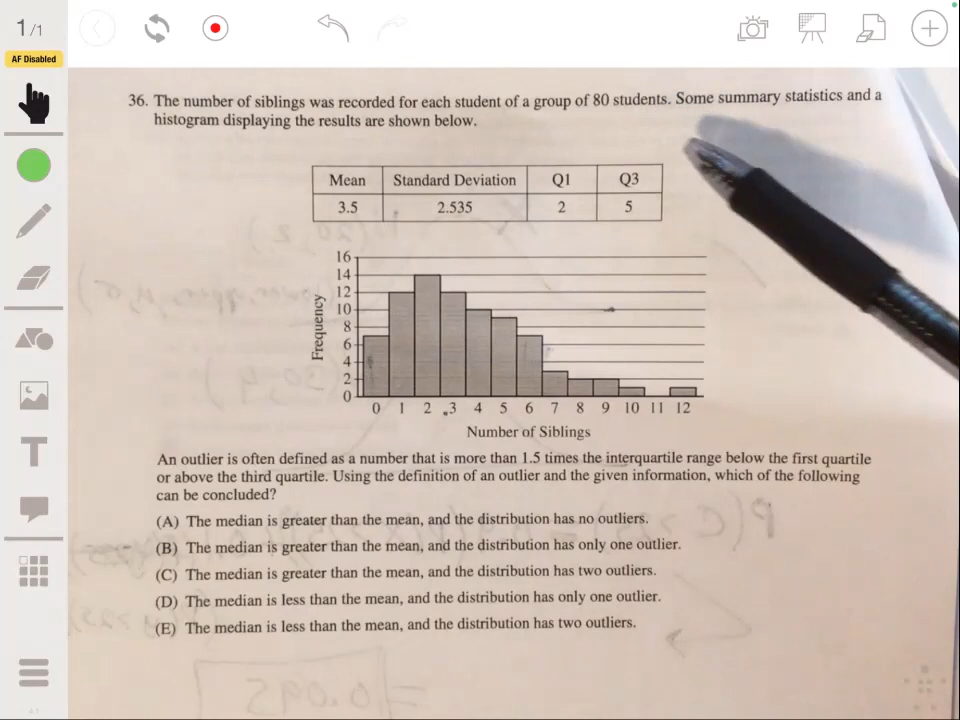 1/1
AF Disabled
36. The number of siblings was recorded for each student of a group of 80 students. Some summary statistics and a
histogram displaying the results are shown below.
Mean Standard Deviation Q1 Q3
3.5 2.535 2 5
16
14
12
10
8
6
4
2
0
Frequency
0 1 2 3 4 5 6 7 8 9 10 11 12
Number of Siblings
An outlier is often defined as a number that is more than 1.5 times the interquartile range below the first quartile
or above the third quartile. Using the definition of an outlier and the given information, which of the following
can be concluded?
(A) The median is greater than the mean, and the distribution has no outliers.
(B) The median is greater than the mean, and the distribution has only one outlier.
(C) The median is greater than the mean, and the distribution has two outliers.
(D) The median is less than the mean, and the distribution has only one outlier.
(E) The median is less than the mean, and the distribution has two outliers.
T
= 0.095